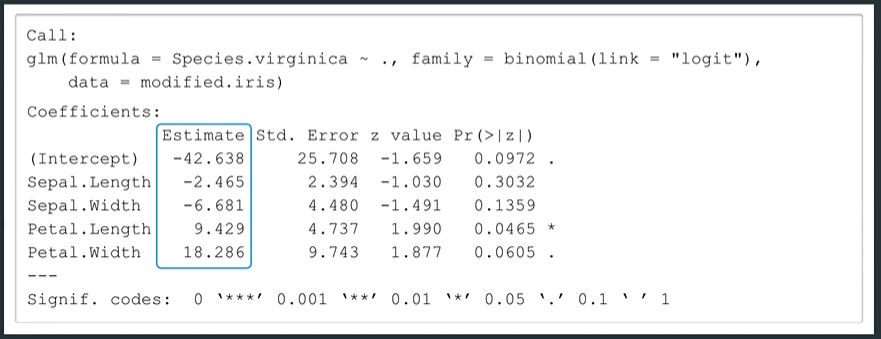 Call:
glm(formula = Species.virginica ~ ., family = binomial(link = "logit"),
data = modified.iris)
Coefficients:
Estimate Std. Error z value Pr(>|z|)
(Intercept) -42.638 25.708 -1.659 0.0972 .
Sepal.Length -2.465 2.394 -1.030 0.3032
Sepal.Width -6.681 4.480 -1.491 0.1359
Petal.Length 9.429 4.737 1.990 0.0465 *
Petal.Width 18.286 9.743 1.877 0.0605 .
---
Signif. codes: 0 ‛***’ 0.001 ‛**’ 0.01 ‛*’ 0.05 ‛.’ 0.1 ‛ ’ 1